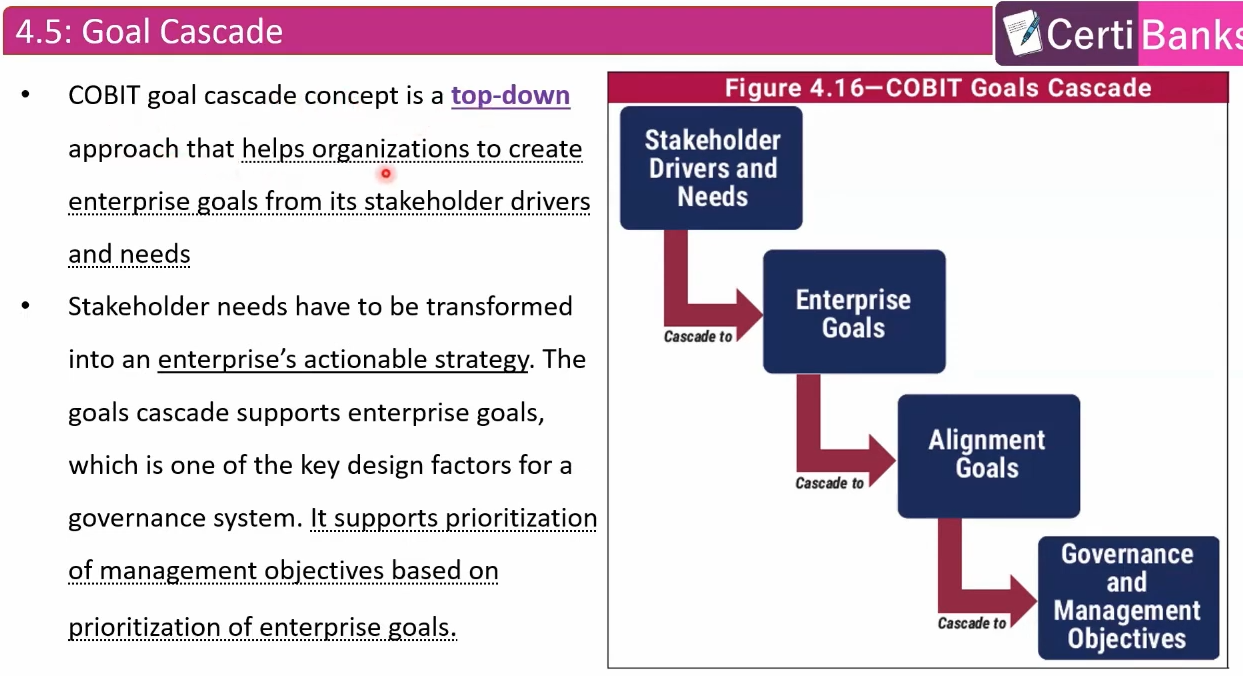 4.5: Goal Cascade
CertiBanks
• COBIT goal cascade concept is a top-down
approach that helps organizations to create
enterprise goals from its stakeholder drivers
and needs
• Stakeholder needs have to be transformed
into an enterprise's actionable strategy. The
goals cascade supports enterprise goals,
which is one of the key design factors for a
governance system. It supports prioritization
of management objectives based on
prioritization of enterprise goals.
Figure 4.16—COBIT Goals Cascade
Stakeholder
Drivers and
Needs
Cascade to
Enterprise
Goals
Cascade to
Alignment
Goals
Cascade to
Governance
and
Management
Objectives